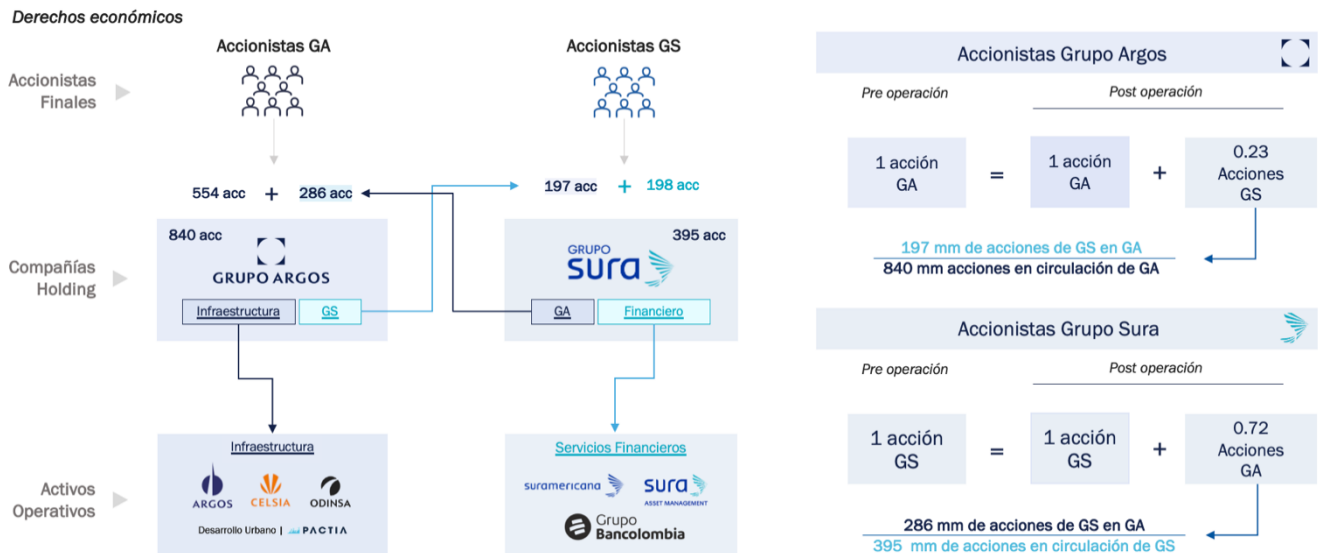 Derechos económicos
Accionistas GA
Accionistas GS
Accionistas
Finales
554 acc + 286 acc
197 acc + 198 acc
Compañías
Holding
840 acc
GRUPO ARGOS
Infraestructura
GS
395 acc
GRUPO
sura
GA
Financiero
Activos
Operativos
Infraestructura
ARGOS
CELSIA
ODINSA
Desarrollo Urbano | PACTIA
Servicios Financieros
suramericana
sura
ASSET MANAGEMENT
Grupo
Bancolombia
Accionistas Grupo Argos
Pre operación
Post operación
1 acción
GA
=
1 acción
GA
+
0.23
Acciones
GS
197 mm de acciones de GS en GA
840 mm acciones en circulación de GA
Accionistas Grupo Sura
Pre operación
Post operación
1 acción
GS
=
1 acción
GS
+
0.72
Acciones
GA
286 mm de acciones de GS en GA
395 mm de acciones en circulación de GS